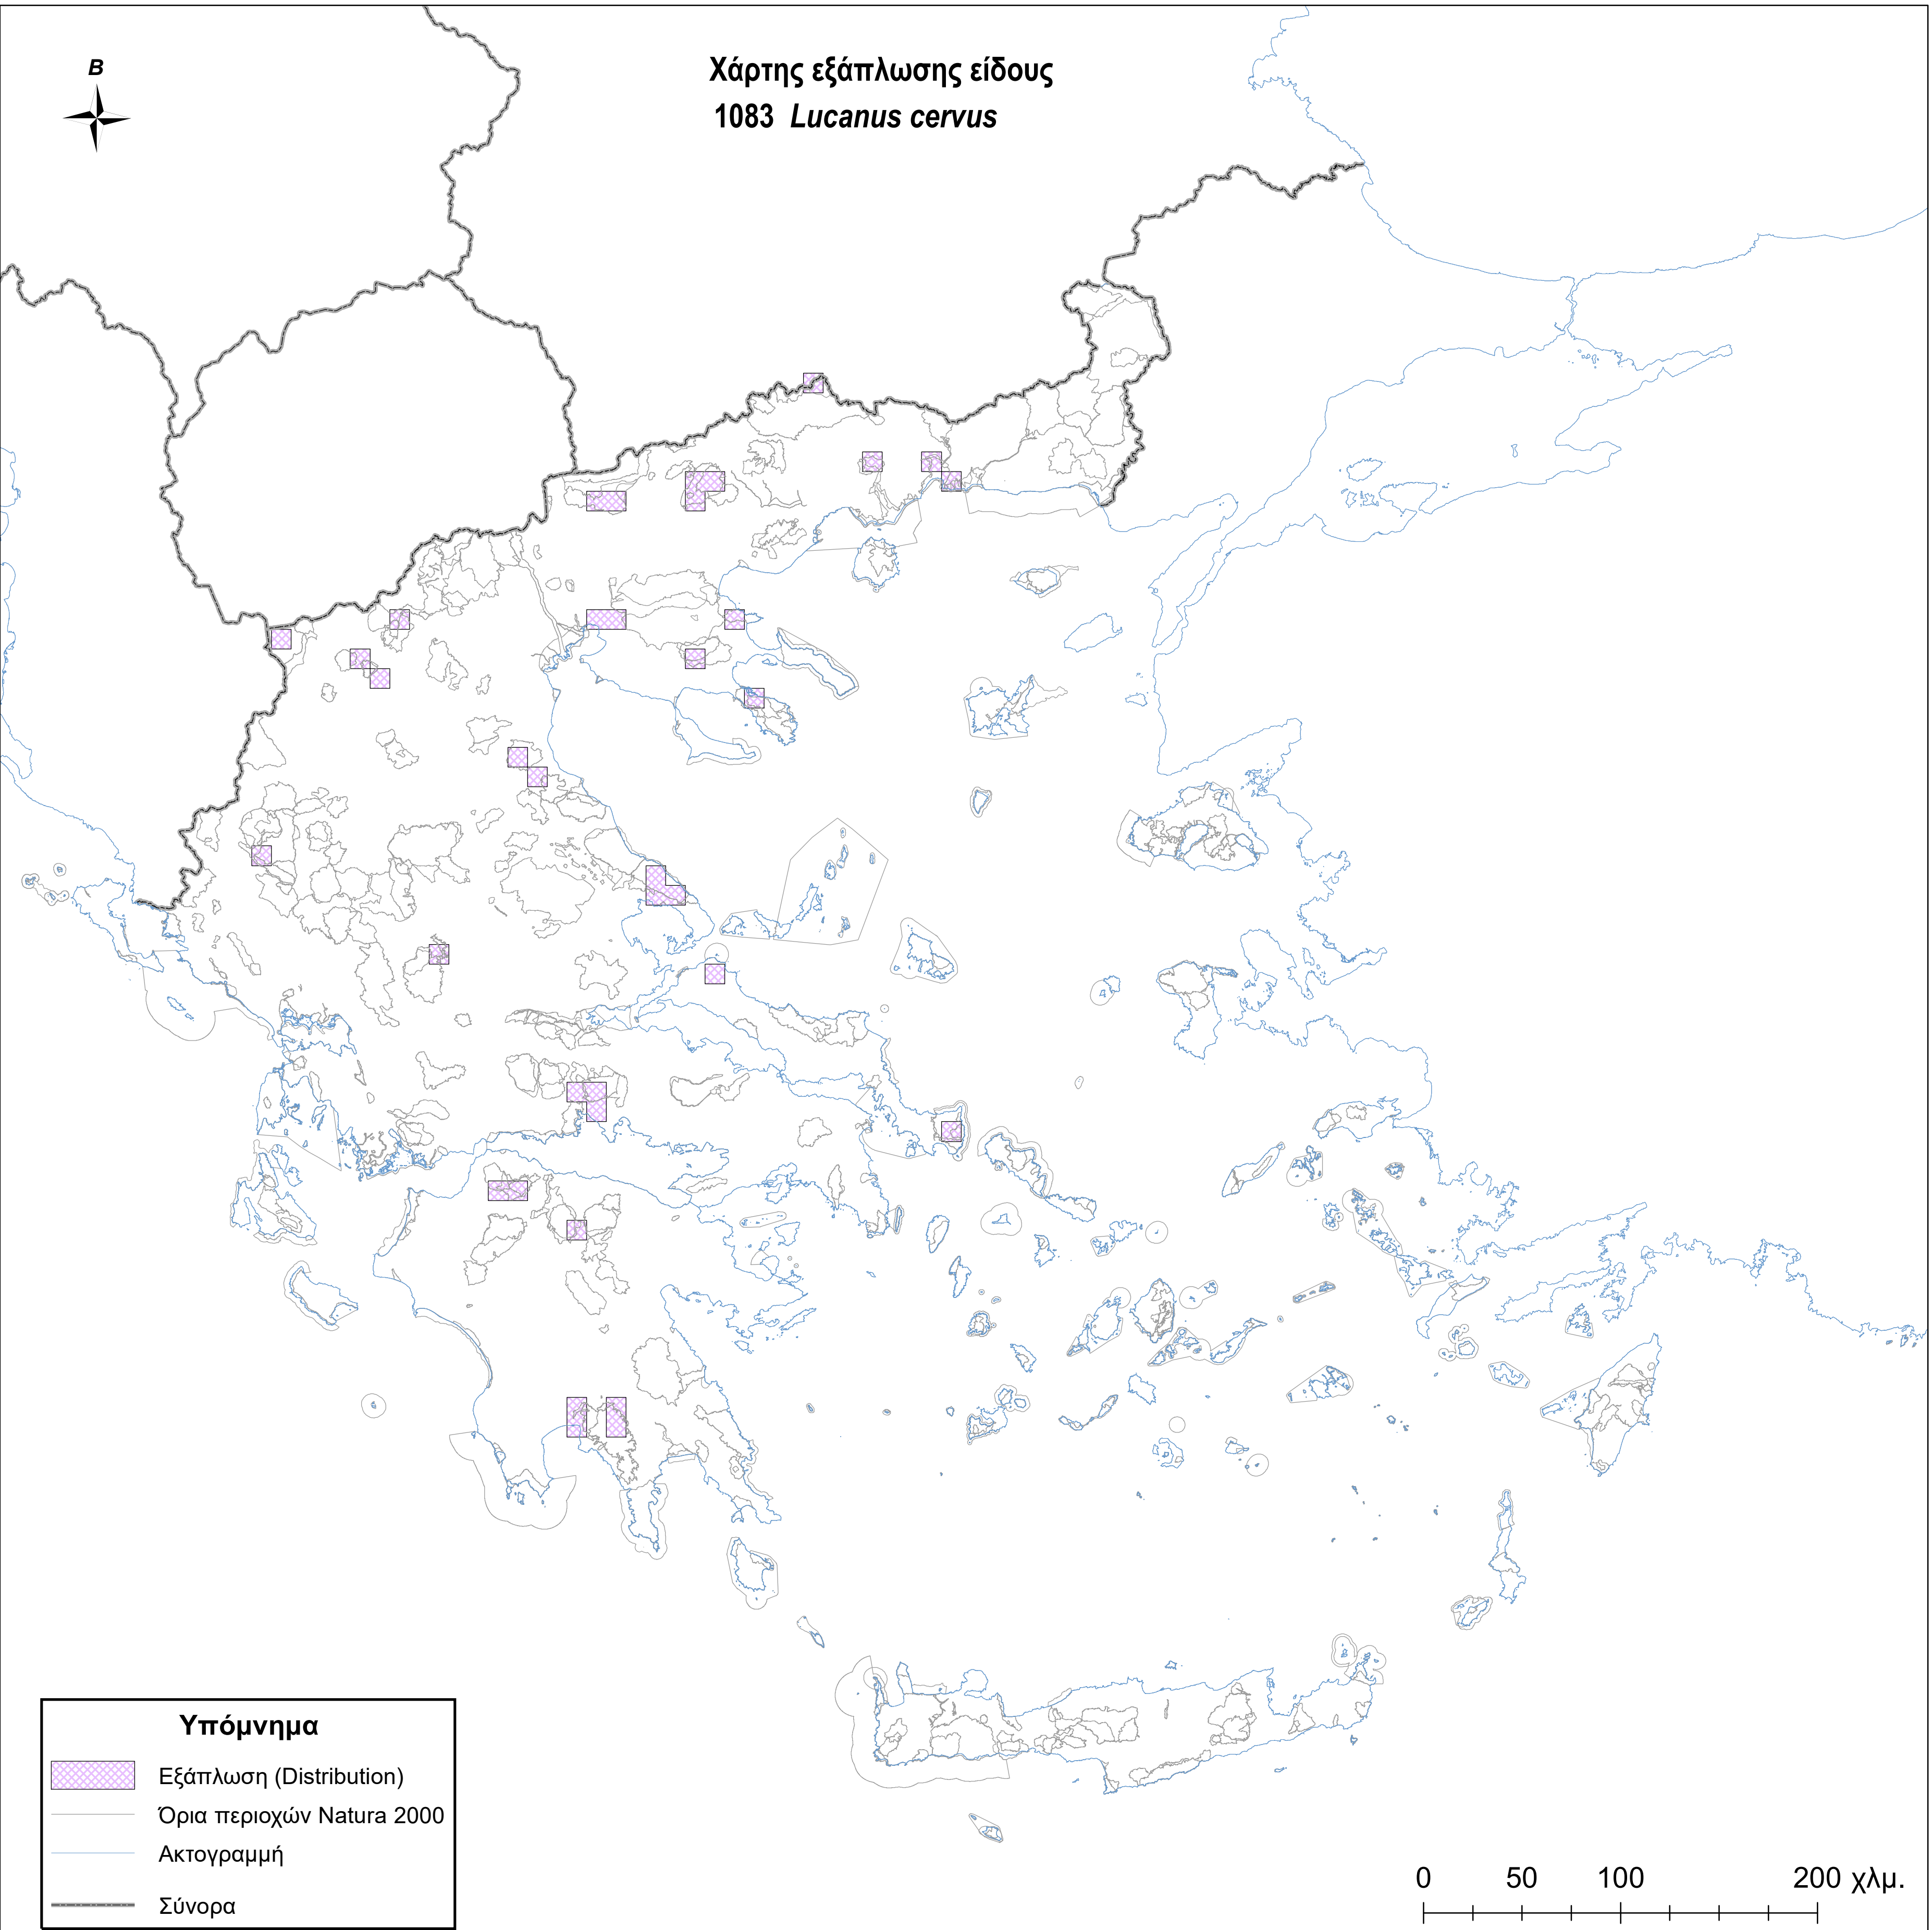 Β
Χάρτης εξάπλωσης είδους
1083 Lucanus cervus
Υπόμνημα
Εξάπλωση (Distribution)
Όρια περιοχών Natura 2000
Ακτογραμμή
Σύνορα
0 50 100 200 χλμ.